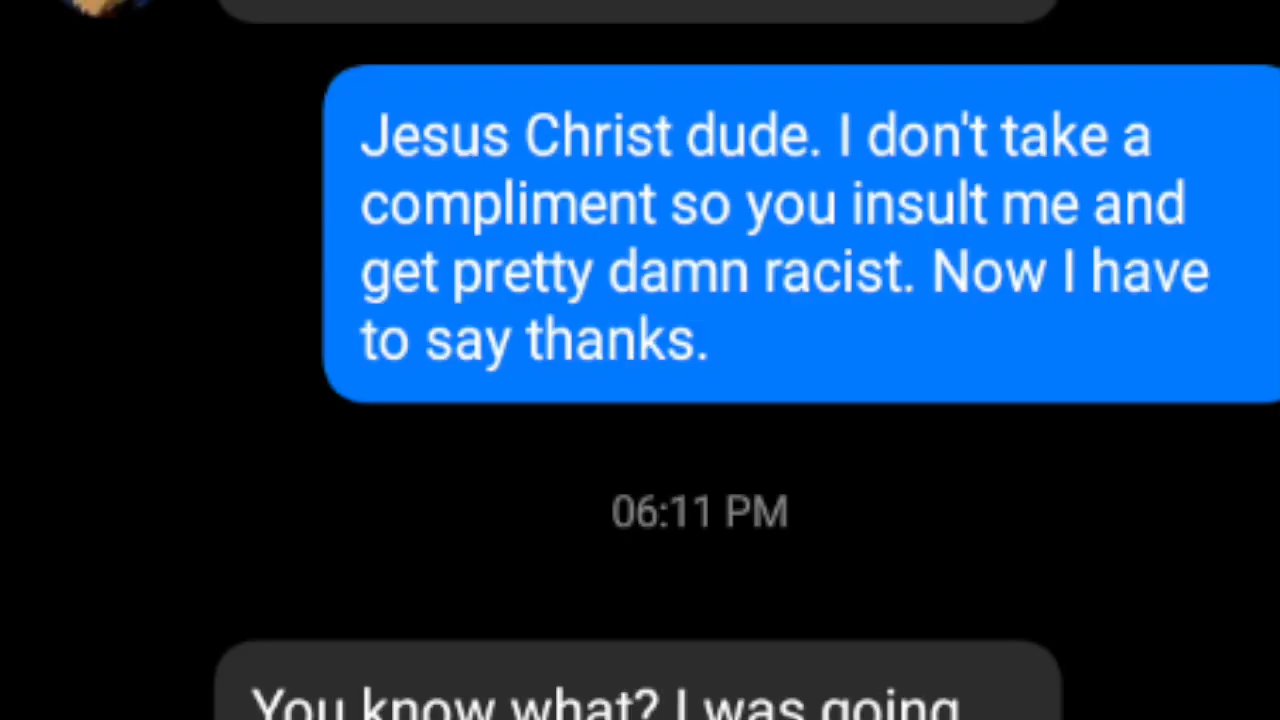 Jesus Christ dude. I don't take a
compliment so you insult me and
get pretty damn racist. Now I have
to say thanks.
06:11 PM
You know what? I was going